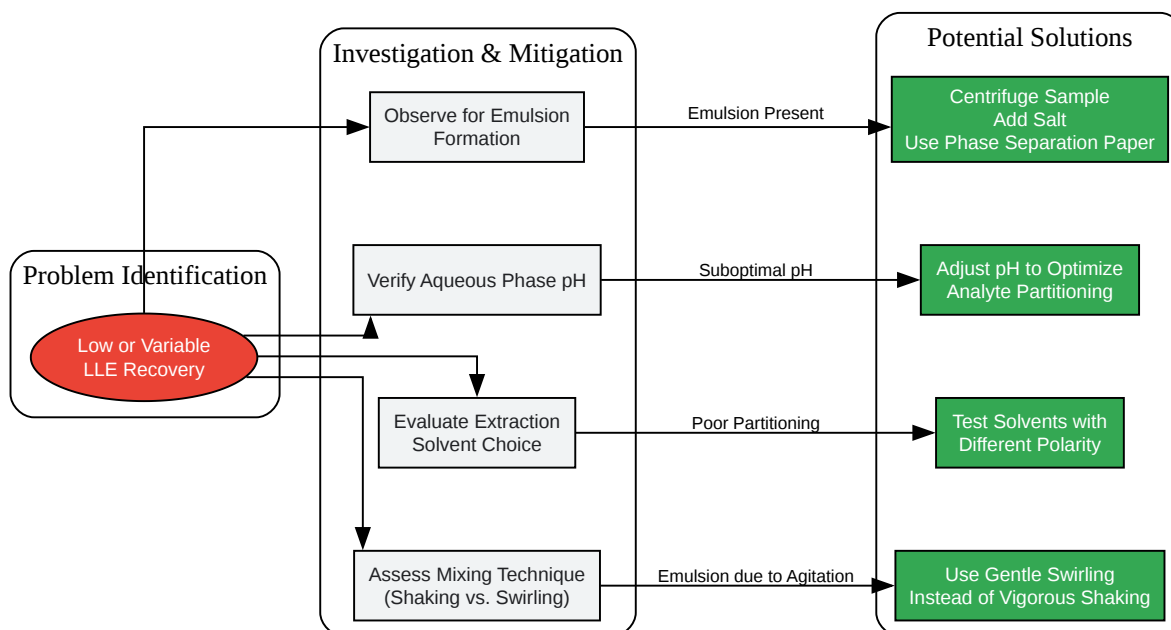 Problem Identification
Low or Variable
LLE Recovery
Investigation & Mitigation
Observe for Emulsion
Formation
Verify Aqueous Phase pH
Evaluate Extraction
Solvent Choice
Assess Mixing Technique
(Shaking vs. Swirling)
Emulsion Present
Suboptimal pH
Poor Partitioning
Emulsion due to Agitation
Potential Solutions
Centrifuge Sample
Add Salt
Use Phase Separation Paper
Adjust pH to Optimize
Analyte Partitioning
Test Solvents with
Different Polarity
Use Gentle Swirling
Instead of Vigorous Shaking